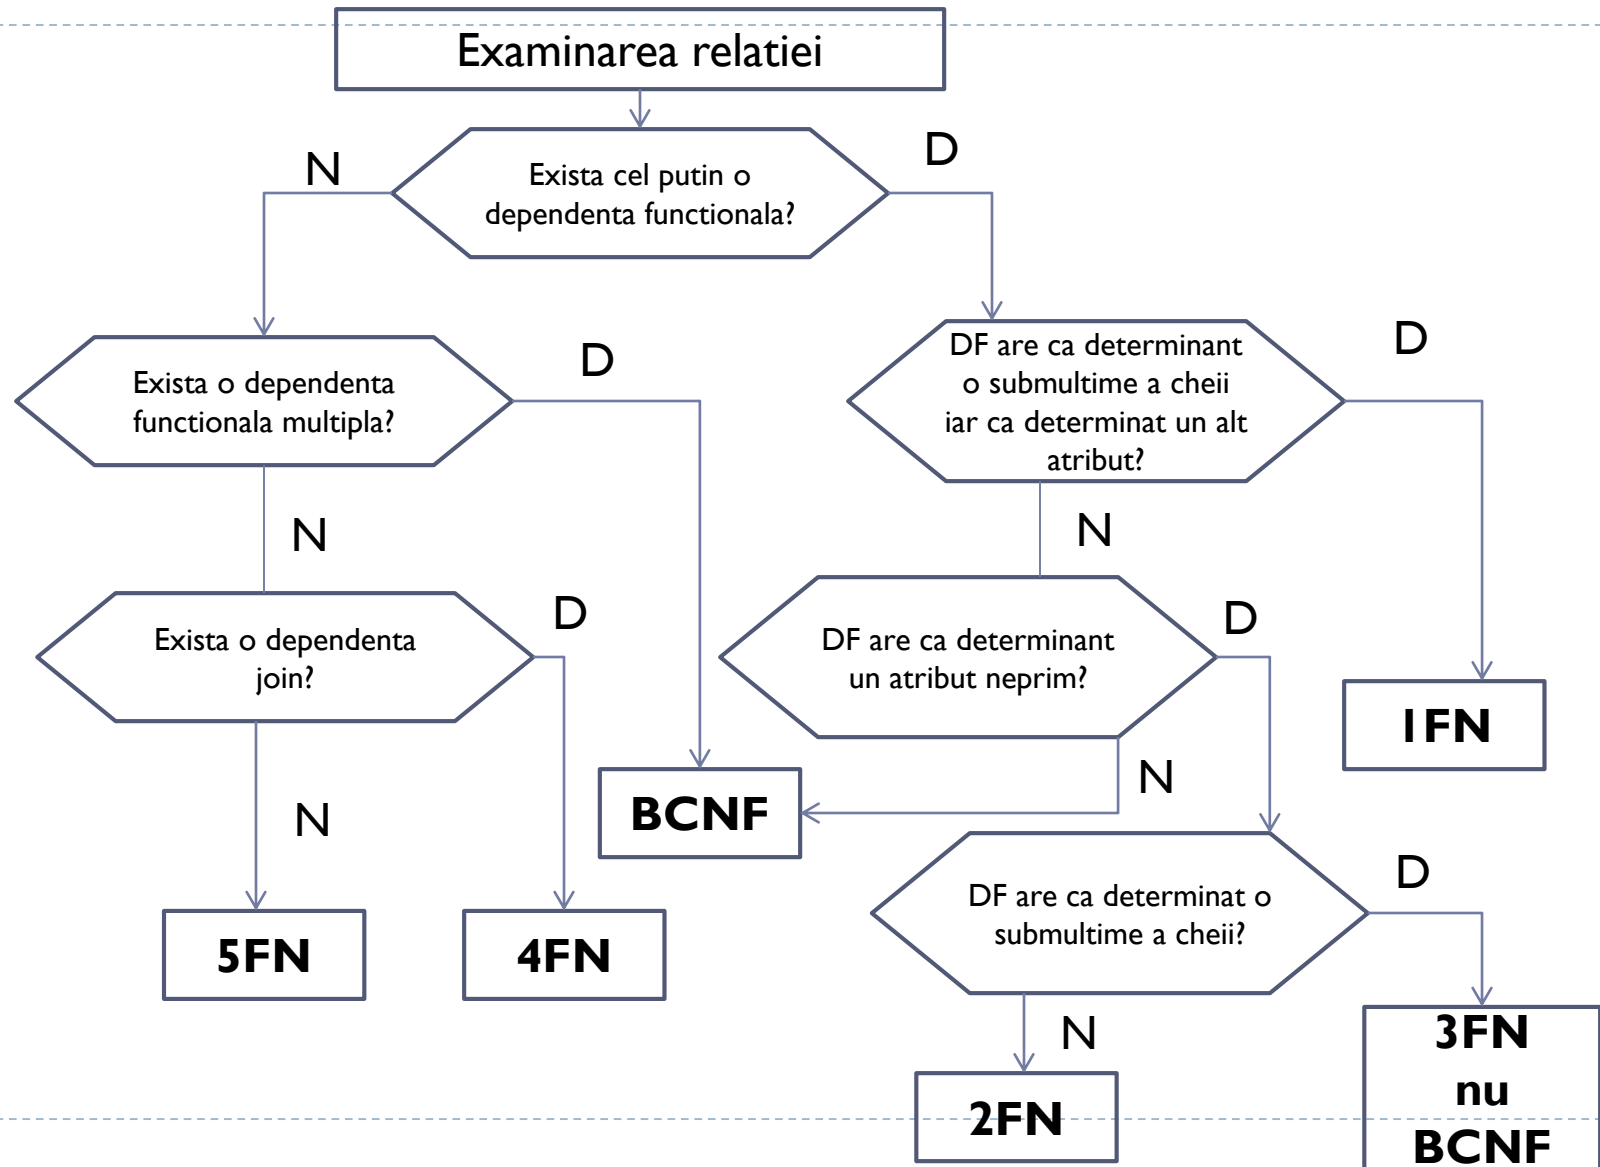 Examinarea relatiei
N
D
Exista cel putin o
dependenta functionala?
Exista o dependenta
functionala multipla?
D
DF are ca determinant
o submultime a cheii
iar ca determinat un alt
atribut?
D
N
N
Exista o dependenta
join?
D
DF are ca determinant
un atribut neprim?
D
1FN
N
BCNF
N
5FN
4FN
DF are ca determinat o
submultime a cheii?
D
N
2FN
3FN
nu
BCNF